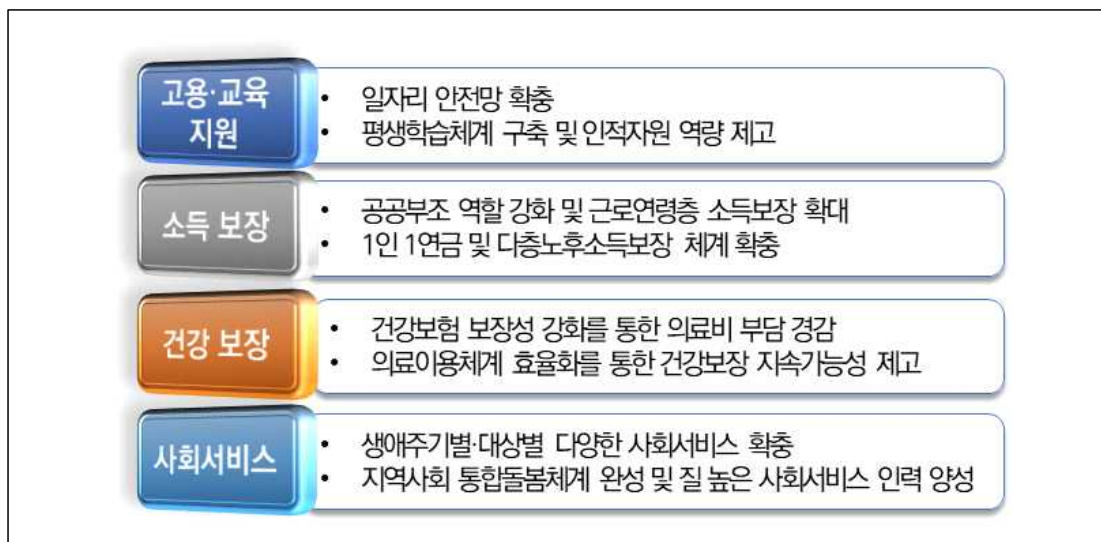 고용·교육
지원
• 일자리 안전망 확충
• 평생학습체계 구축 및 인적자원 역량 제고
소득 보장
• 공공부조 역할 강화 및 근로연령층 소득보장 확대
• 1인 1연금 및 다층노후소득보장 체계 확충
건강 보장
• 건강보험 보장성 강화를 통한 의료비 부담 경감
• 의료이용체계 효율화를 통한 건강보장 지속가능성 제고
사회서비스
• 생애주기별·대상별 다양한 사회서비스 확충
• 지역사회 통합돌봄체계 완성 및 질 높은 사회서비스 인력 양성